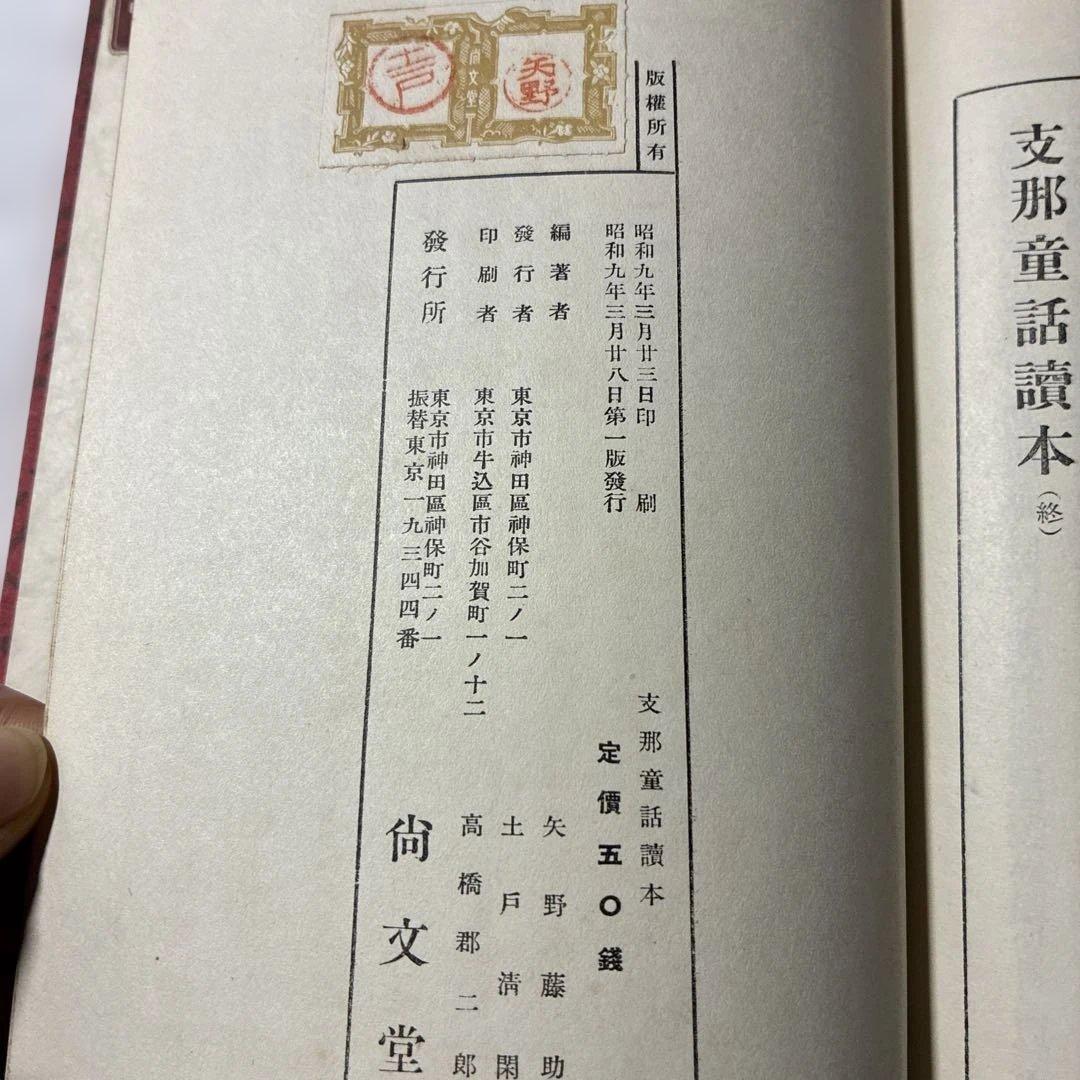 支那童話讀本
（終）
版權所有
土戶
尙文堂
矢野
昭和九年三月廿三日印刷
昭和九年三月廿八日第一版發行
支那童話讀本
定價五〇錢
編著者 矢野藤助
發行者 東京市神田區神保町二ノ一 土戶淸閑
印刷者 東京市牛込區市谷加賀町一ノ十二 高橋郡二郎
發行所 東京市神田區神保町二ノ一 尙文堂
振替東京一九三四四番